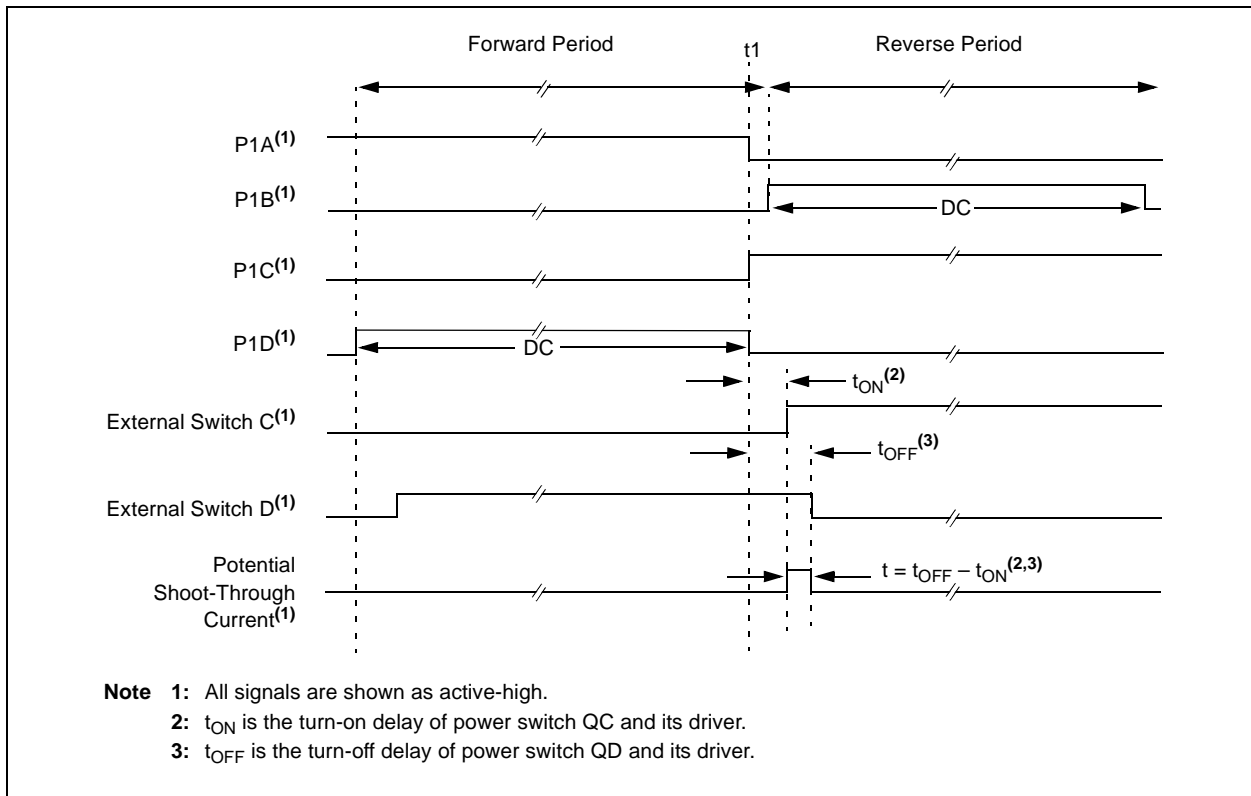 Forward Period
t1
Reverse Period
P1A(1)
P1B(1)
DC
P1C(1)
P1D(1)
DC
tON(2)
External Switch C(1)
tOFF(3)
External Switch D(1)
Potential
Shoot-Through
Current(1)
t = tOFF – tON(2,3)
Note 1: All signals are shown as active-high.
2: tON is the turn-on delay of power switch QC and its driver.
3: tOFF is the turn-off delay of power switch QD and its driver.